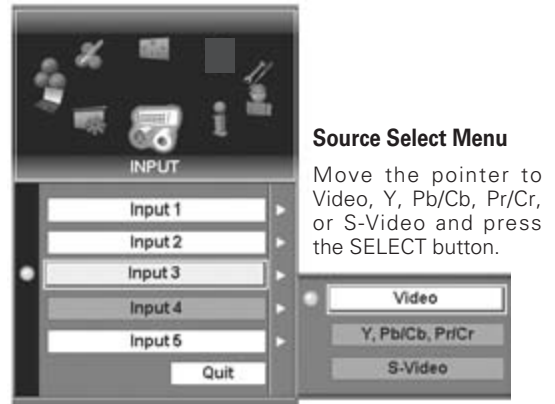 INPUT
Input 1
Input 2
Input 3
Input 4
Input 5
Quit
Source Select Menu
Move the pointer to
Video, Y, Pb/Cb, Pr/Cr,
or S-Video and press
the SELECT button.
Video
Y, Pb/Cb, Pr/Cr
S-Video